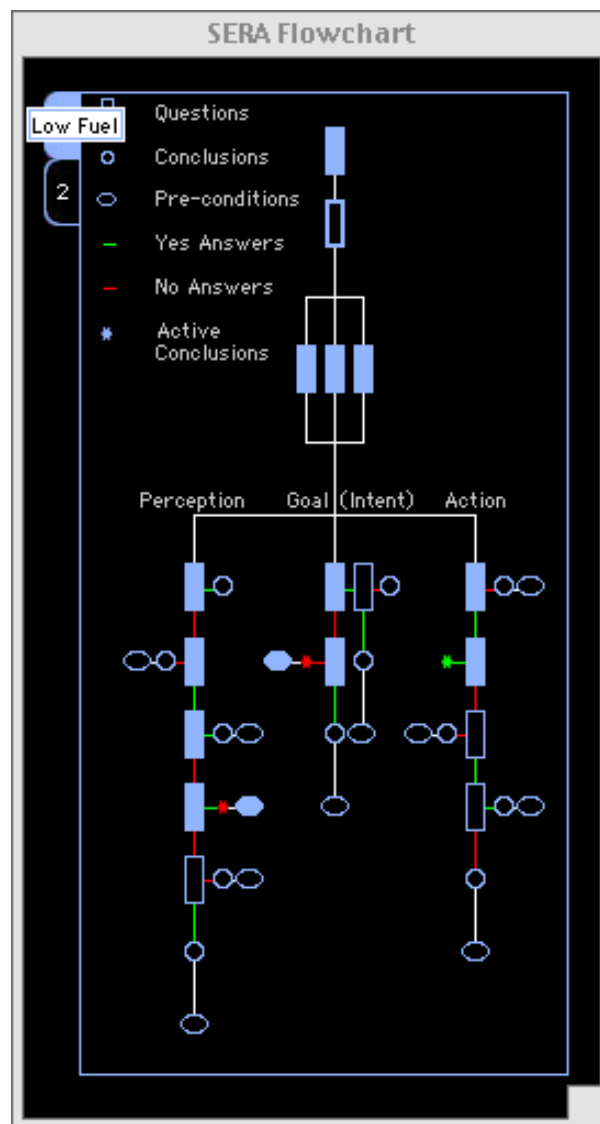 SERA Flowchart
Low Fuel
Questions
Conclusions
2
Pre-conditions
Yes Answers
No Answers
Active
Conclusions
Perception
Goal (Intent)
Action